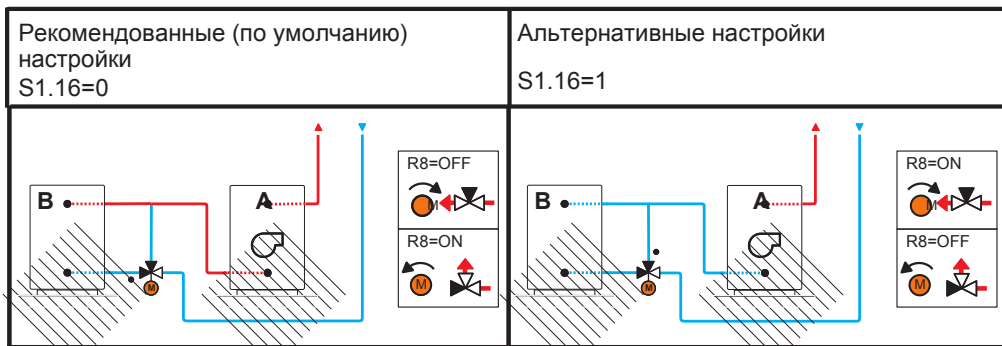 Рекомендованные (по умолчанию)
настройки
S1.16=0
Альтернативные настройки
S1.16=1
B
A
M
R8=OFF
M
R8=ON
M
B
A
M
R8=ON
M
R8=OFF
M